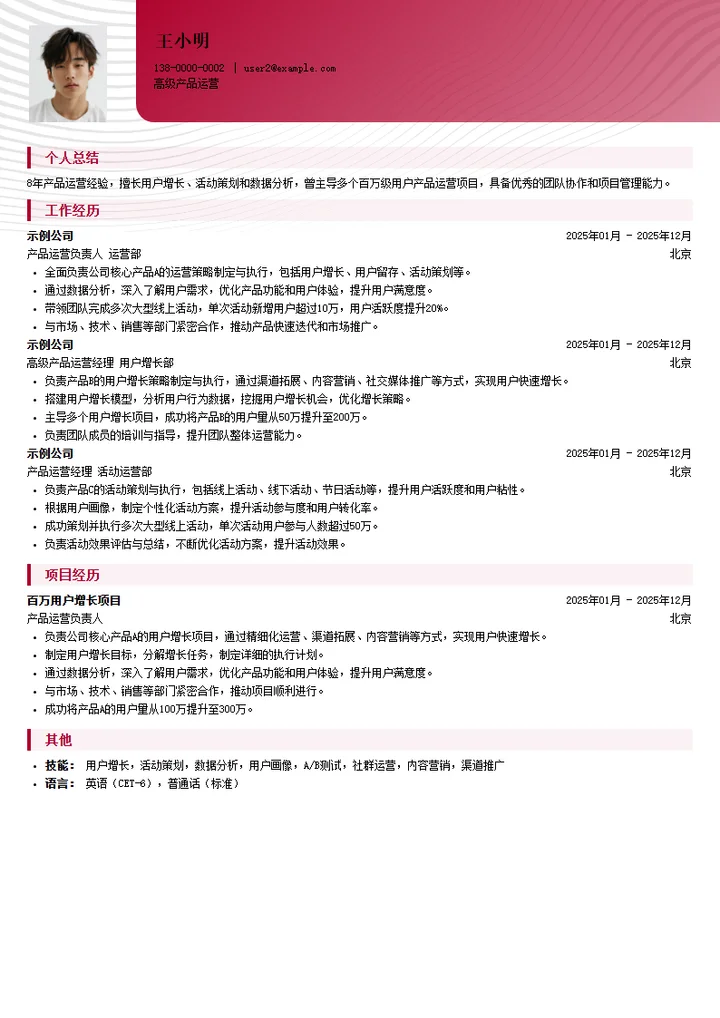 王小明
138-0000-0002 | user2@example.com
高级产品运营
个人总结
8年产品运营经验，擅长用户增长、活动策划和数据分析，曾主导多个百万级用户产品运营项目，具备优秀的团队协作和项目管理能力。
工作经历
示例公司 2025年01月 - 2025年12月
产品运营负责人 运营部 北京
• 全面负责公司核心产品A的运营策略制定与执行，包括用户增长、用户留存、活动策划等。
• 通过数据分析，深入了解用户需求，优化产品功能和用户体验，提升用户满意度。
• 带领团队完成多次大型线上活动，单次活动新增用户超过10万，用户活跃度提升20%。
• 与市场、技术、销售等部门紧密合作，推动产品快速迭代和市场推广。
示例公司 2025年01月 - 2025年12月
高级产品运营经理 用户增长部 北京
• 负责产品B的用户增长策略制定与执行，通过渠道拓展、内容营销、社交媒体推广等方式，实现用户快速增长。
• 搭建用户增长模型，分析用户行为数据，挖掘用户增长机会，优化增长策略。
• 主导多个用户增长项目，成功将产品B的用户量从50万提升至200万。
• 负责团队成员的培训与指导，提升团队整体运营能力。
示例公司 2025年01月 - 2025年12月
产品运营经理 活动运营部 北京
• 负责产品C的活动策划与执行，包括线上活动、线下活动、节日活动等，提升用户活跃度和用户粘性。
• 根据用户画像，制定个性化活动方案，提升活动参与度和用户转化率。
• 成功策划并执行多次大型线上活动，单次活动用户参与人数超过50万。
• 负责活动效果评估与总结，不断优化活动方案，提升活动效果。
项目经历
百万用户增长项目 2025年01月 - 2025年12月
产品运营负责人 北京
• 负责公司核心产品A的用户增长项目，通过精细化运营、渠道拓展、内容营销等方式，实现用户快速增长。
• 制定用户增长目标，分解增长任务，制定详细的执行计划。
• 通过数据分析，深入了解用户需求，优化产品功能和用户体验，提升用户满意度。
• 与市场、技术、销售等部门紧密合作，推动项目顺利进行。
• 成功将产品A的用户量从100万提升至300万。
其他
• 技能： 用户增长，活动策划，数据分析，用户画像，A/B测试，社群运营，内容营销，渠道推广
• 语言： 英语（CET-6），普通话（标准）